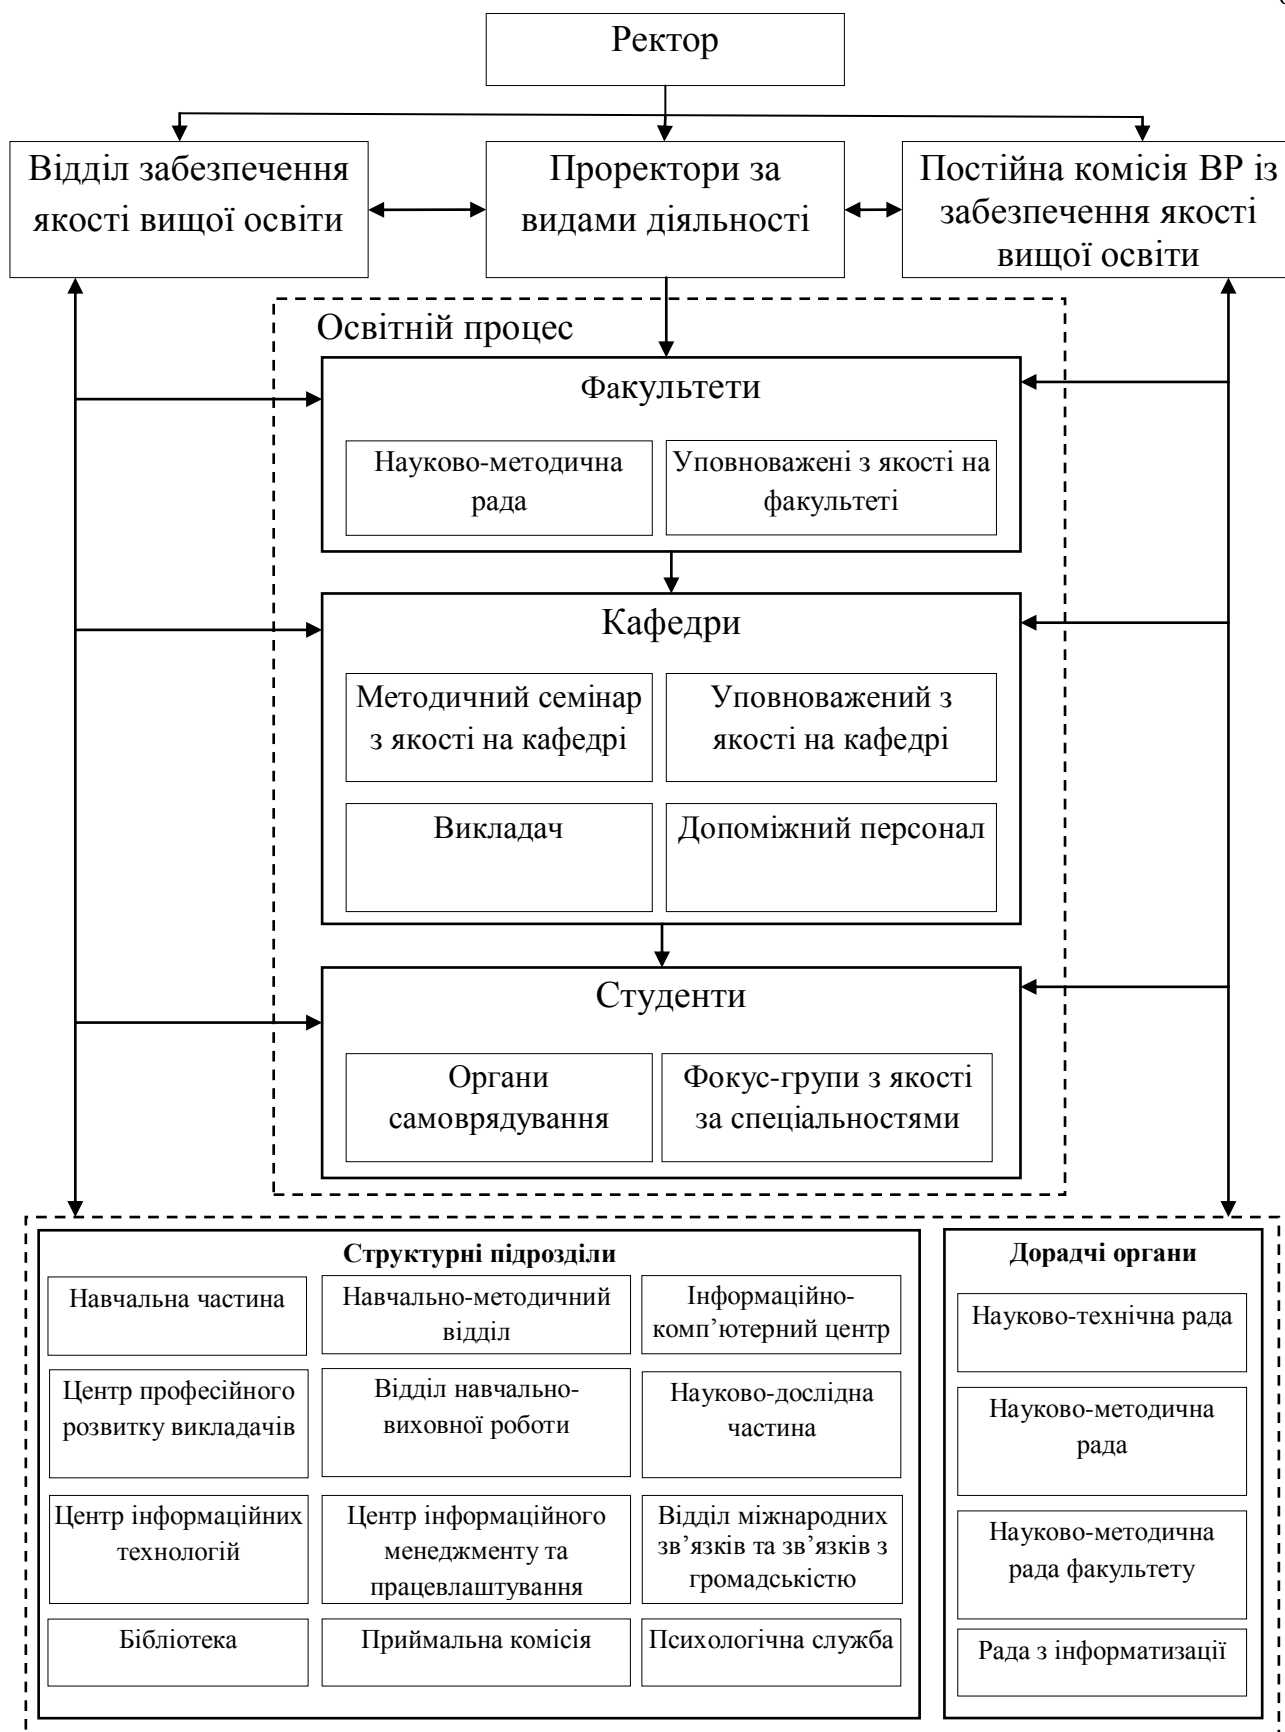 Ректор
Відділ забезпечення
якості вищої освіти
Проректори за
видами діяльності
Постійна комісія ВР із
забезпечення якості
вищої освіти
Освітній процес
Факультети
Науково-методична
рада
Уповноважені з якості на
факультеті
Кафедри
Методичний семінар
з якості на кафедрі
Уповноважений з
якості на кафедрі
Викладач
Допоміжний персонал
Студенти
Органи
самоврядування
Фокус-групи з якості
за спеціальностями
Структурні підрозділи
Навчальна частина
Навчально-методичний
відділ
Інформаційно-
комп’ютерний центр
Центр професійного
розвитку викладачів
Відділ навчально-
виховної роботи
Науково-дослідна
частина
Центр інформаційних
технологій
Центр інформаційного
менеджменту та
працевлаштування
Відділ міжнародних
зв’язків та зв’язків з
громадськістю
Бібліотека
Приймальна комісія
Психологічна служба
Дорадчі органи
Науково-технічна рада
Науково-методична
рада
Науково-методична
рада факультету
Рада з інформатизації